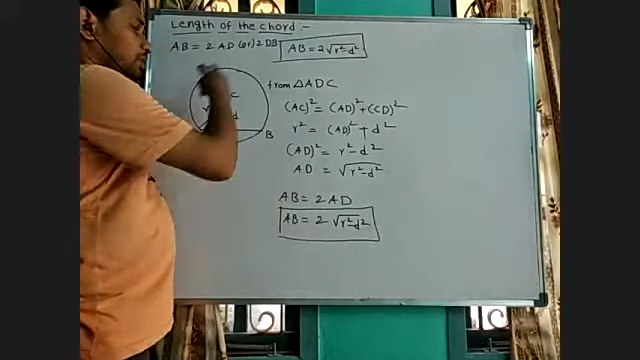 Length of the chord :-
AB = 2 AD (or) 2 DB AB = 2√r²-d²
C
r d
B
from △ADC
(AC)² = (AD)² + (CD)²
r² = (AD)² + d²
(AD)² = r² - d²
AD = √r²-d²
AB = 2 AD
AB = 2 √r²-d²